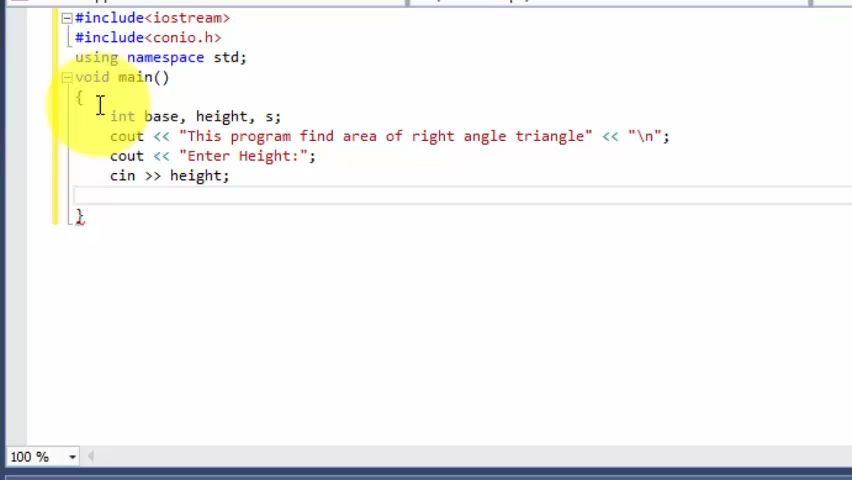 #include<iostream>
#include<conio.h>
using namespace std;
void main()
{
int base, height, s;
cout << "This program find area of right angle triangle" << "\n";
cout << "Enter Height:";
cin >> height;
}
100 %